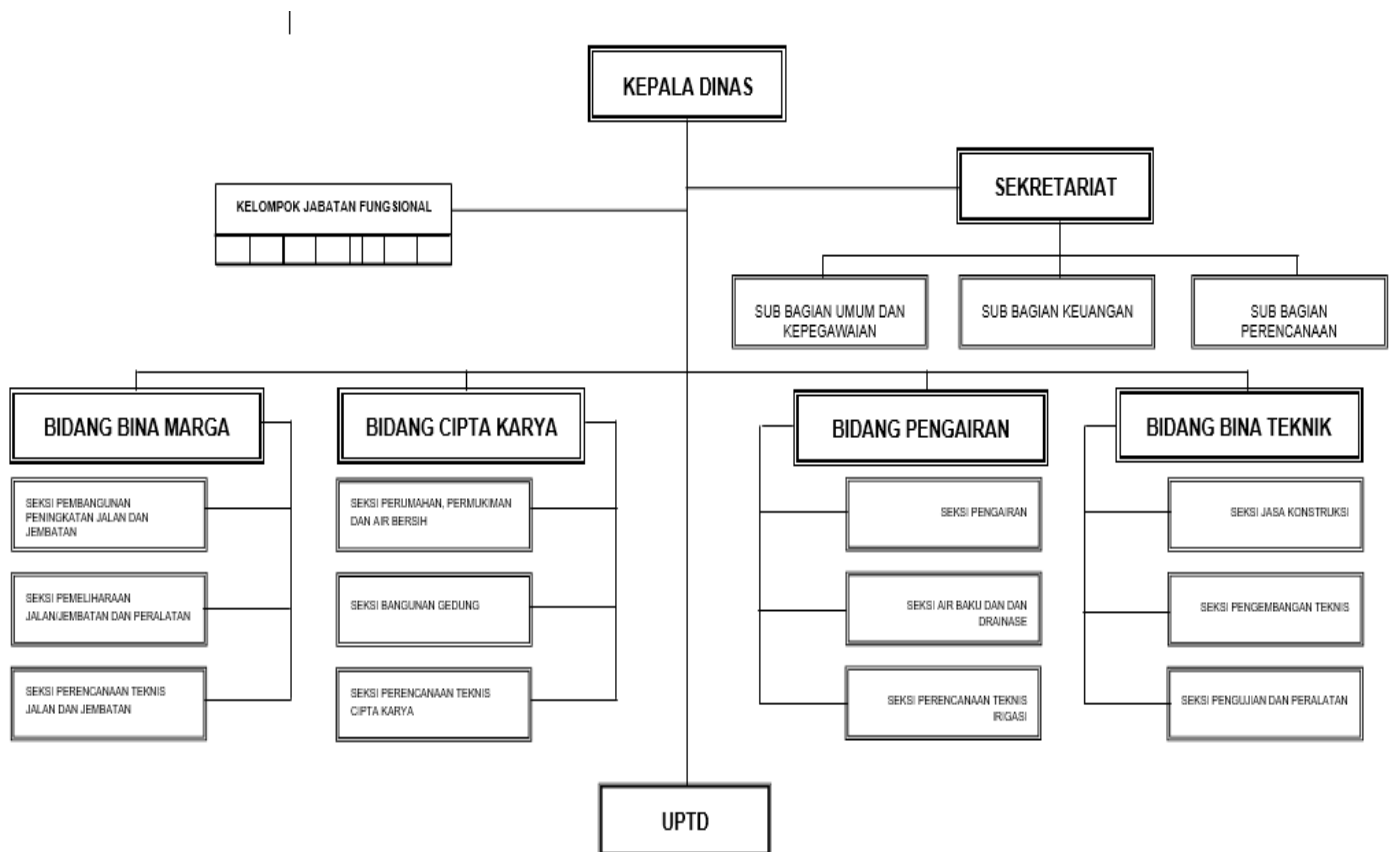 KEPALA DINAS
SEKRETARIAT
KELOMPOK JABATAN FUNGSIONAL
SUB BAGIAN UMUM DAN
KEPEGAWAIAN
SUB BAGIAN KEUANGAN
SUB BAGIAN
PERENCANAAN
BIDANG BINA MARGA
BIDANG CIPTA KARYA
BIDANG PENGAIRAN
BIDANG BINA TEKNIK
SEKSI PEMBANGUNAN
PENINGKATAN JALAN DAN
JEMBATAN
SEKSI PERUMAHAN, PERMUKIMAN
DAN AIR BERSIH
SEKSI PENGAIRAN
SEKSI JASA KONSTRUKSI
SEKSI PEMELIHARAAN
JALAN/JEMBATAN DAN PERALATAN
SEKSI BANGUNAN GEDUNG
SEKSI AIR BAKU DAN DAN
DRAINASE
SEKSI PENGEMBANGAN TEKNIS
SEKSI PERENCANAAN TEKNIS
JALAN DAN JEMBATAN
SEKSI PERENCANAAN TEKNIS
CIPTA KARYA
SEKSI PERENCANAAN TEKNIS
IRIGASI
SEKSI PENGUJIAN DAN PERALATAN
UPTD